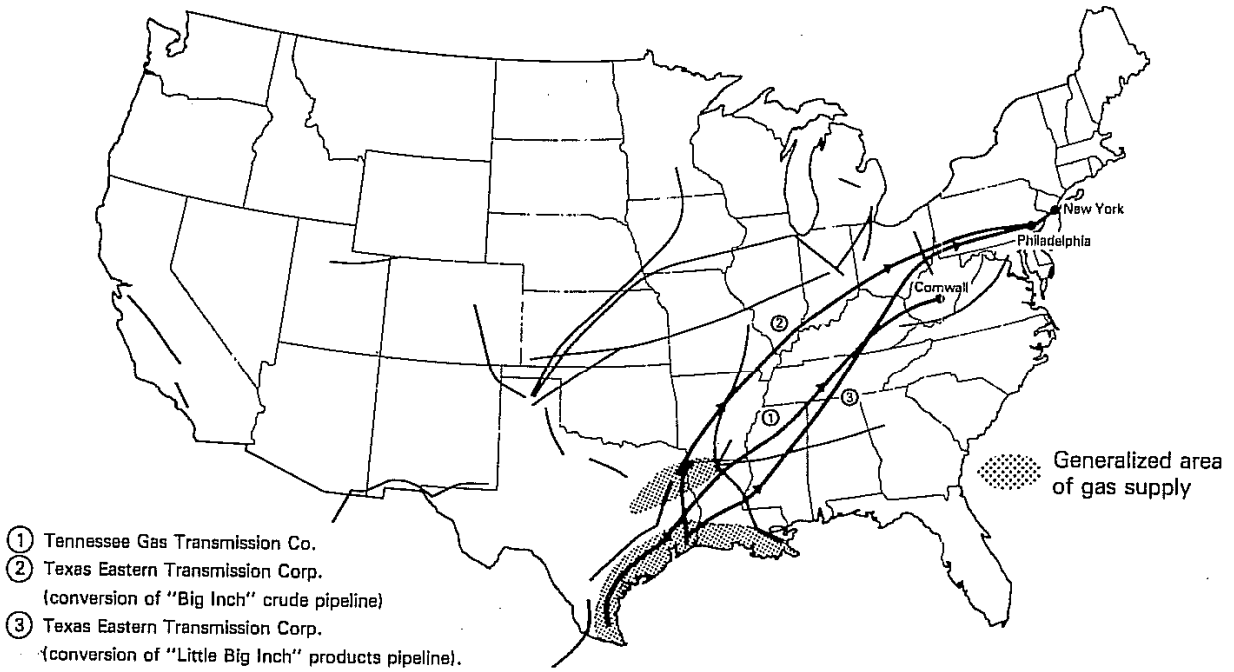 New York
Philadelphia
Cornwall
②
①
③
Generalized area
of gas supply
① Tennessee Gas Transmission Co.
② Texas Eastern Transmission Corp.
(conversion of "Big Inch" crude pipeline)
③ Texas Eastern Transmission Corp.
(conversion of "Little Big Inch" products pipeline).